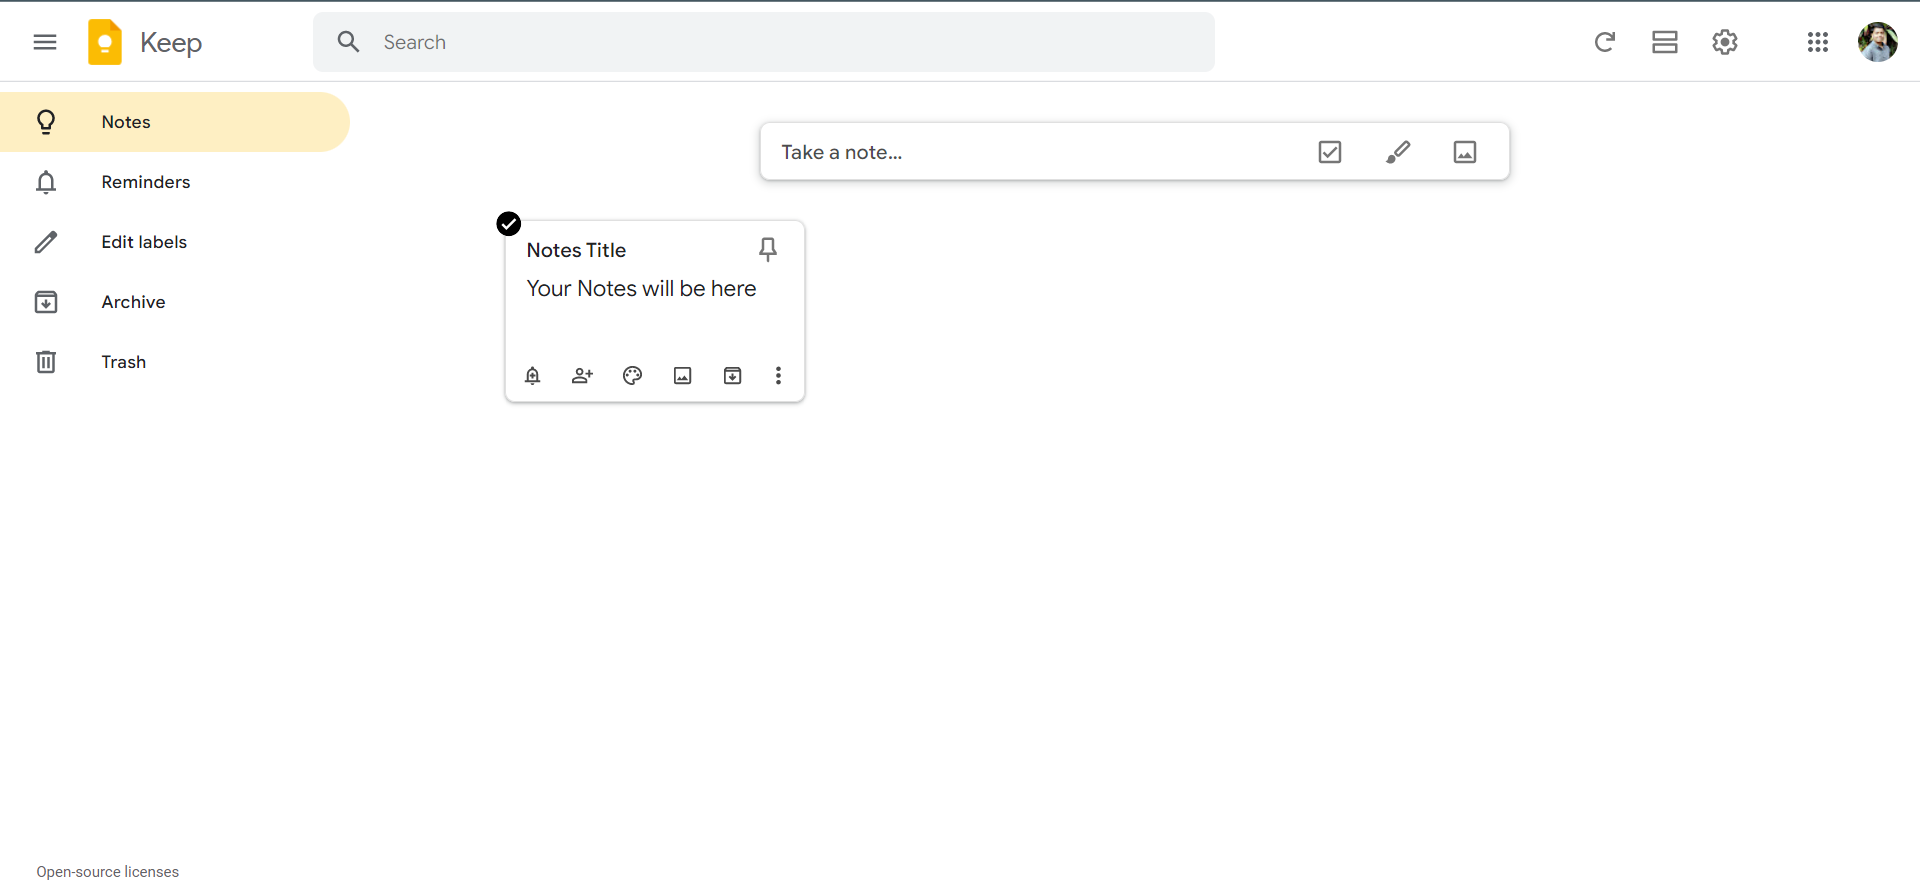 Keep
Search
Notes
Reminders
Edit labels
Archive
Trash
Take a note...
Notes Title
Your Notes will be here
Open-source licenses